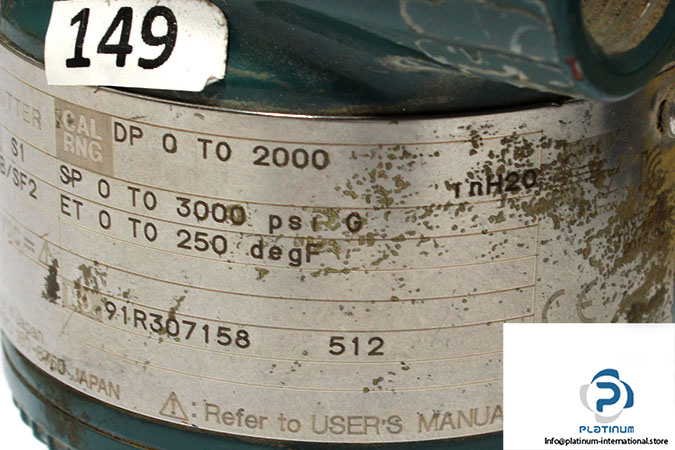 149
CAL RNG
DP 0 TO 2000 inH2O
S1
SP 0 TO 3000 psi G
/SF2
ET 0 TO 250 degF
91R307158 512
JAPAN
: Refer to USER'S MANUA
PLATINUM
Info@platinum-international.store